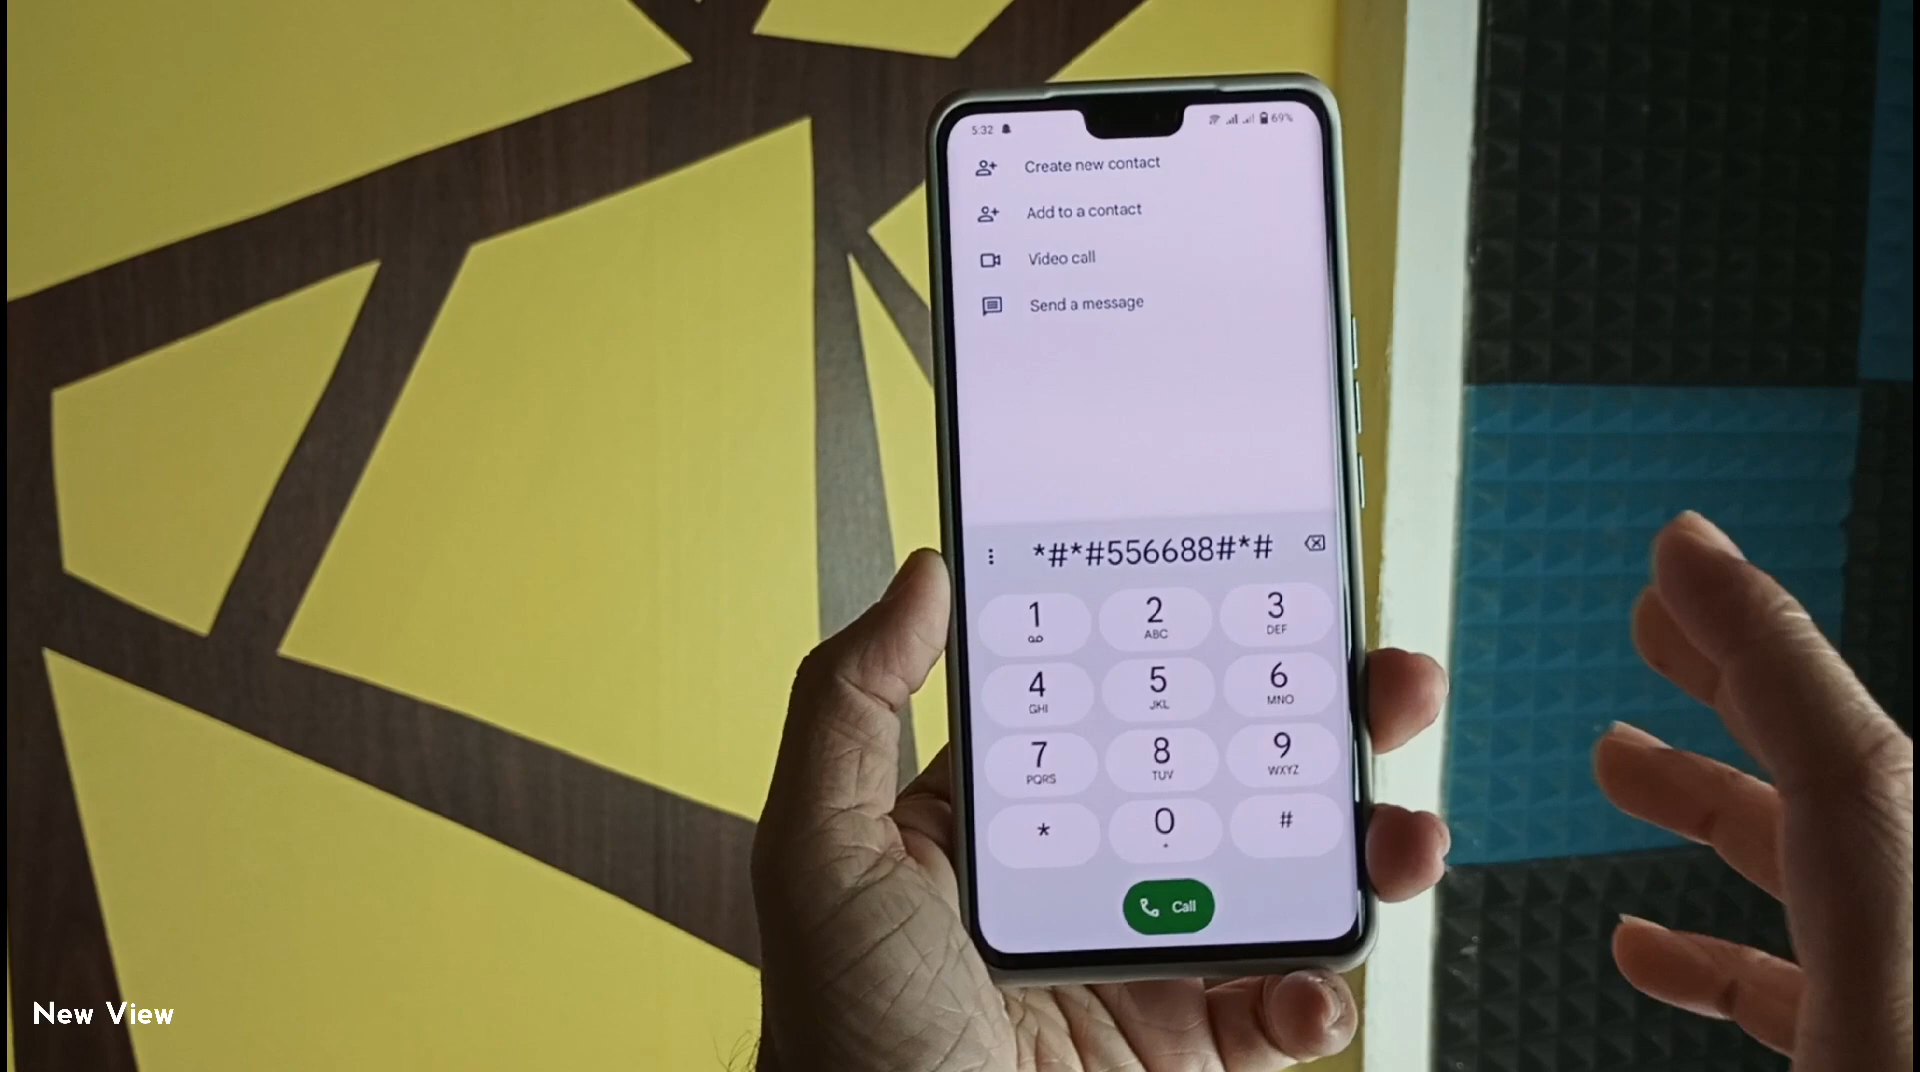 5:32 69%
Create new contact
Add to a contact
Video call
Send a message
*#*#556688#*#
1 2 3
ABC DEF
4 5 6
GHI JKL MNO
7 8 9
PQRS TUV WXYZ
* 0 #
+
Call
New View